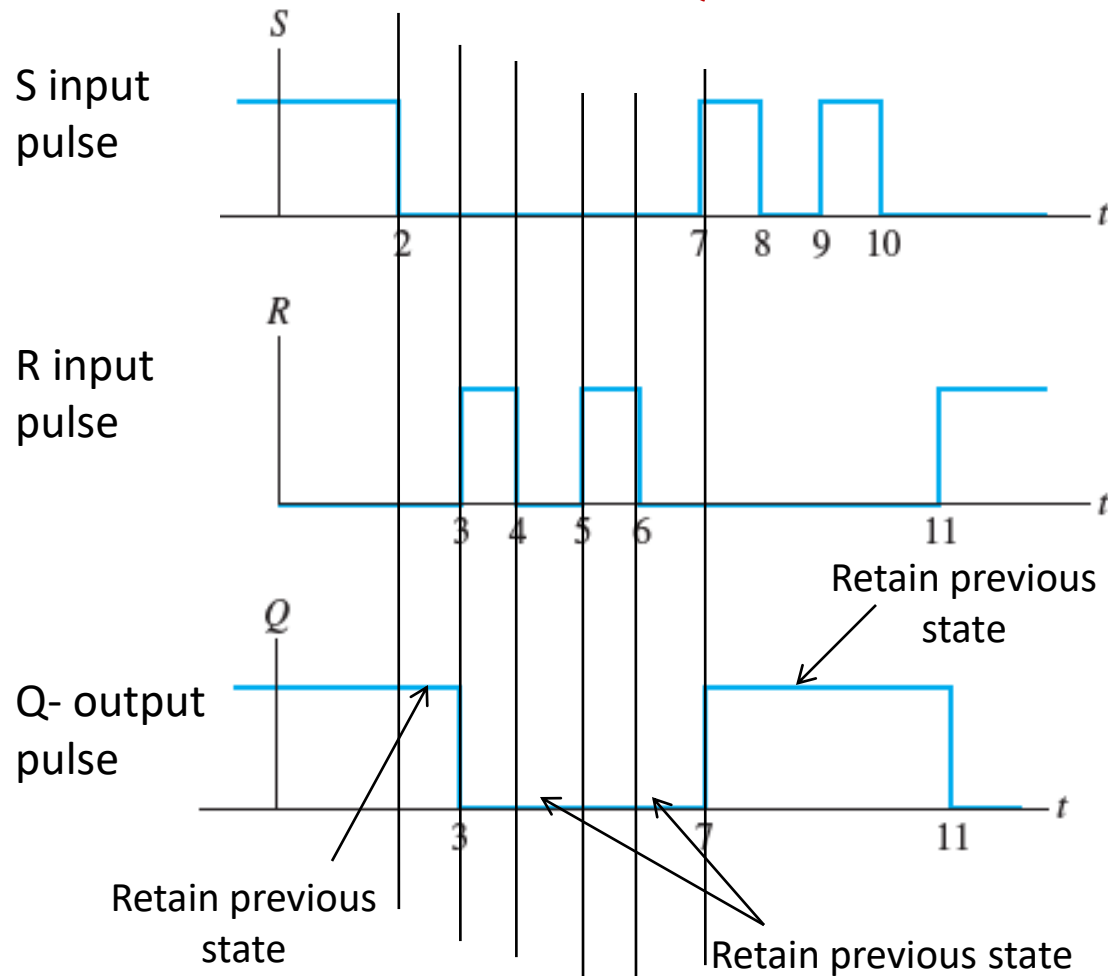 S
S input
pulse
t
2
7
8
9
10
R
R input
pulse
t
3
4
5
6
11
Retain previous
state
Q
Q- output
pulse
t
3
7
11
Retain previous
state
Retain previous state